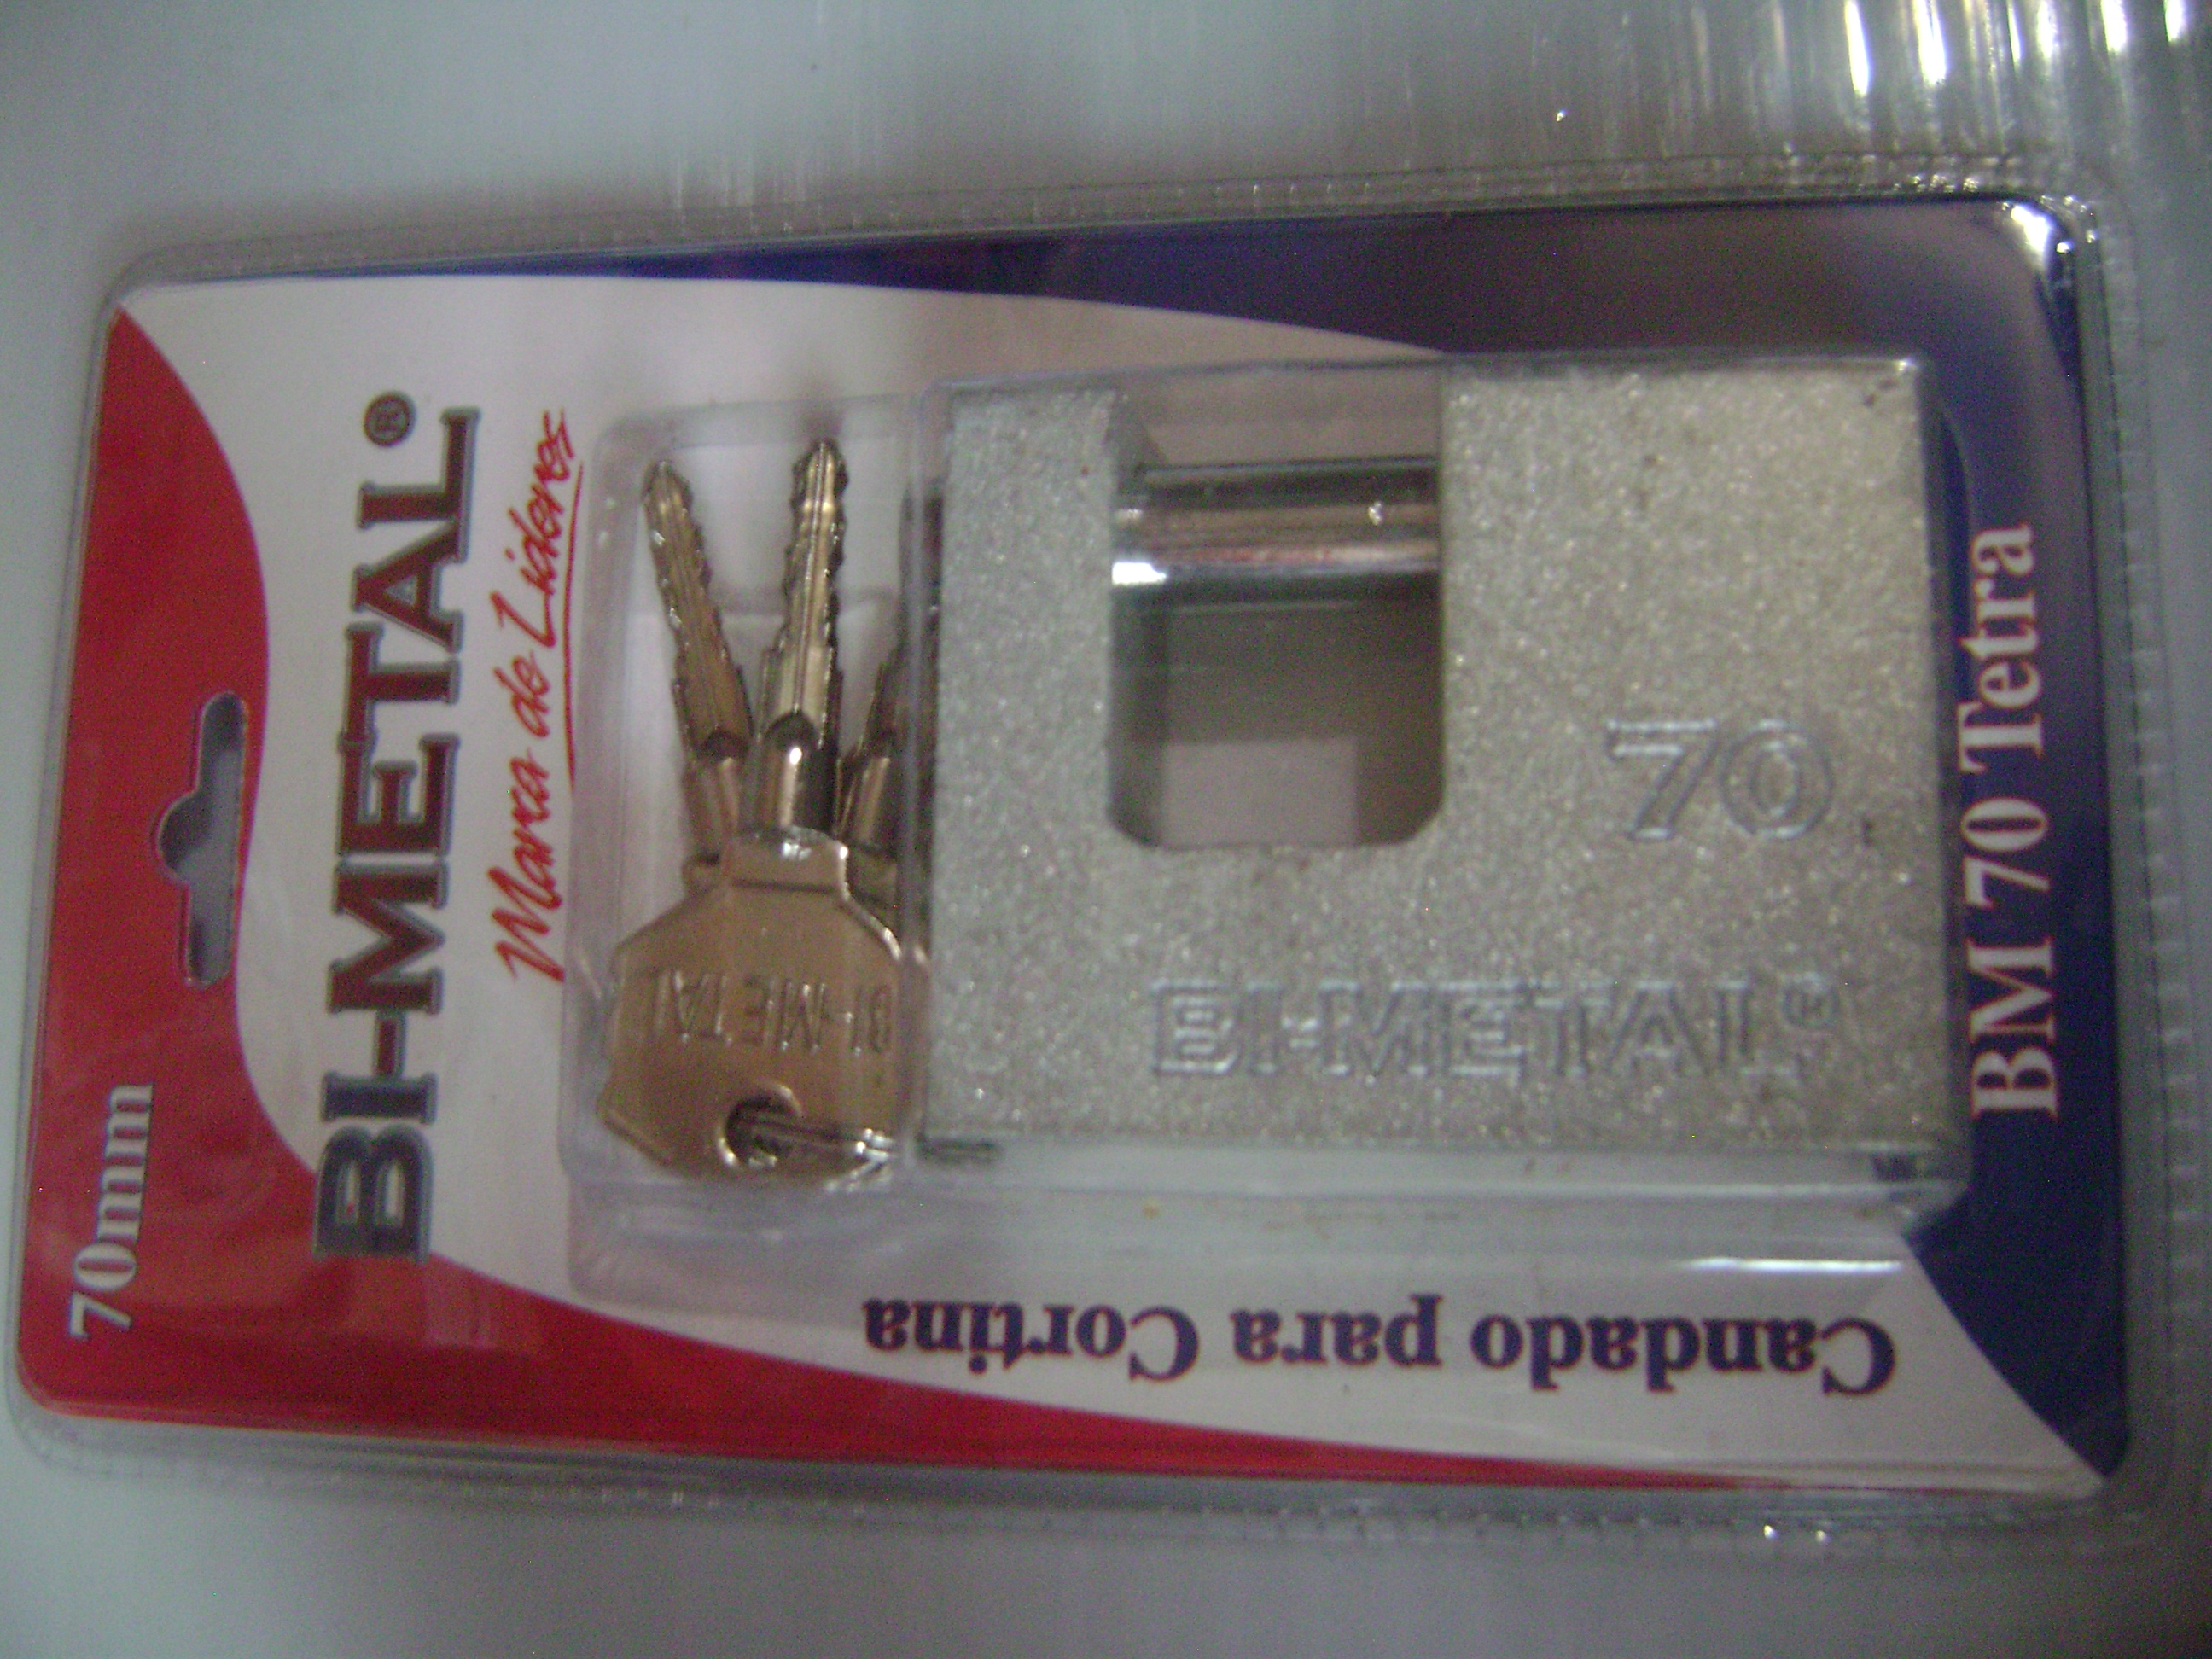 70mm
BI-METAL®
Marca de Lideres
BI-METAL
70
BI-METAL®
Candado para Cortina
BM 70 Tetra